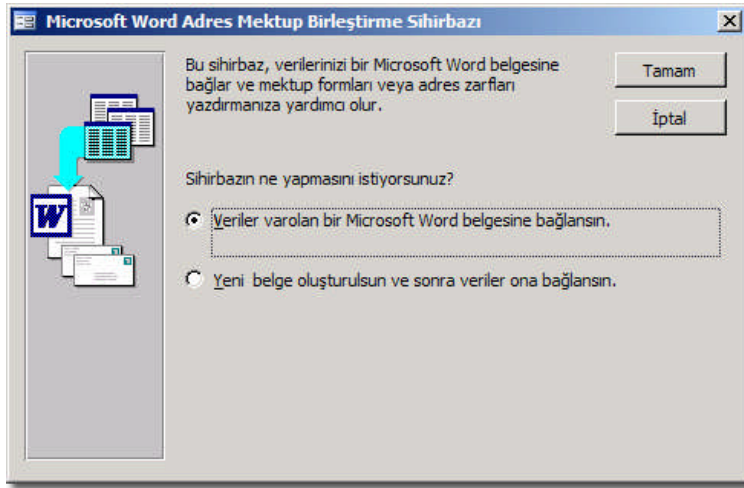 Microsoft Word Adres Mektup Birleştirme Sihirbazı
Bu sihirbaz, verilerinizi bir Microsoft Word belgesine
bağlar ve mektup formları veya adres zarfları
yazdırmanıza yardımcı olur.
Tamam
İptal
Sihirbazın ne yapmasını istiyorsunuz?
Veriler varolan bir Microsoft Word belgesine bağlansın.
Yeni belge oluşturulsun ve sonra veriler ona bağlansın.
W